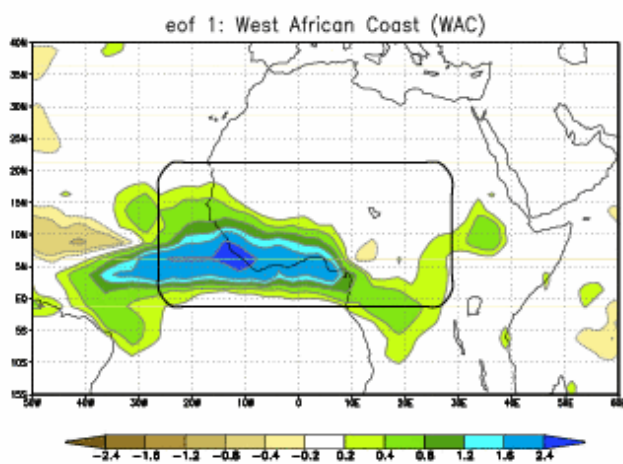 eof 1: West African Coast (WAC)
40N
35N
30N
25N
20N
15N
10N
5N
EQ
5S
10S
15S
50W 40W 30W 20W 10W 0 10E 20E 30E 40E 50E 60E
-2.4 -1.6 -1.2 -0.8 -0.4 -0.2 0.2 0.4 0.8 1.2 1.6 2.4